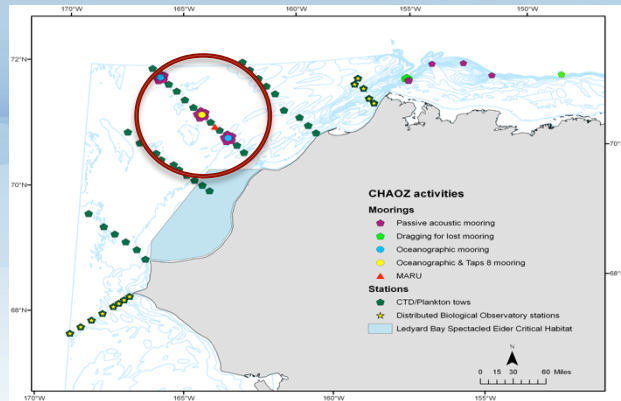 170°W 165°W 160°W 155°W
72°N
70°N
68°N
70°N
68°
CHAOZ activities
Moorings
Passive acoustic mooring
Dragging for lost mooring
Oceanographic mooring
Oceanographic & Taps 8 mooring
MARU
Stations
CTD/Plankton tows
Distributed Biological Observatory stations
Ledyard Bay Spectacled Eider Critical Habitat
N
0 15 30 60 Miles
170°W 165°W 160°W 155°W